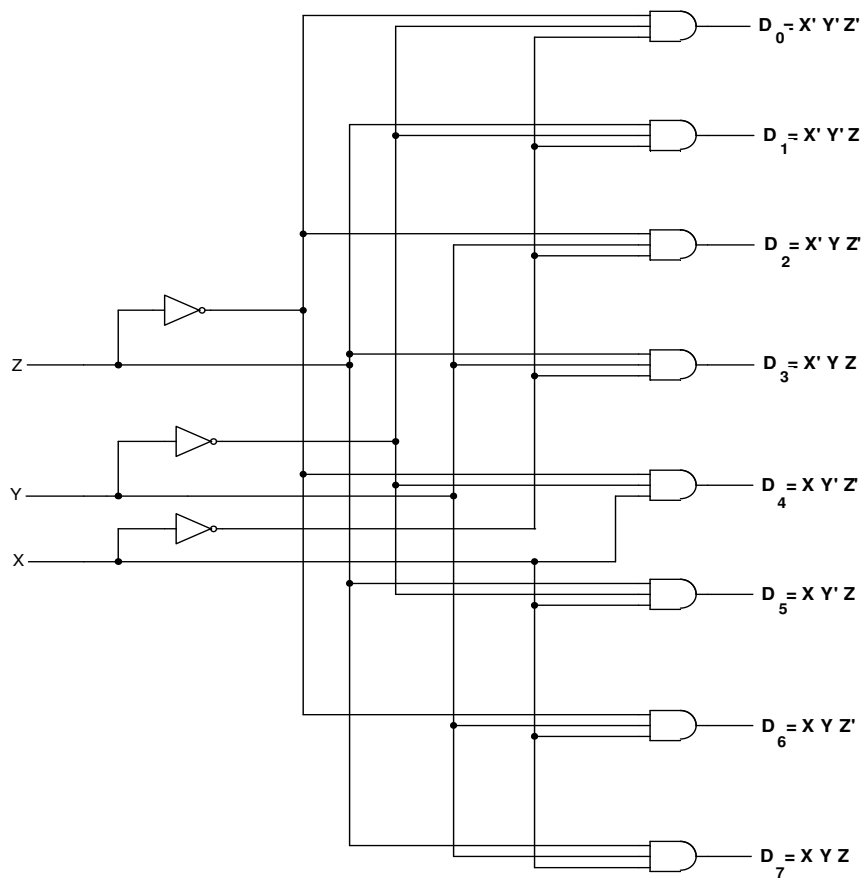 D0 = X' Y' Z'
D1 = X' Y' Z
D2 = X' Y Z'
Z
D3 = X' Y Z
Y
D4 = X Y' Z'
X
D5 = X Y' Z
D6 = X Y Z'
D7 = X Y Z